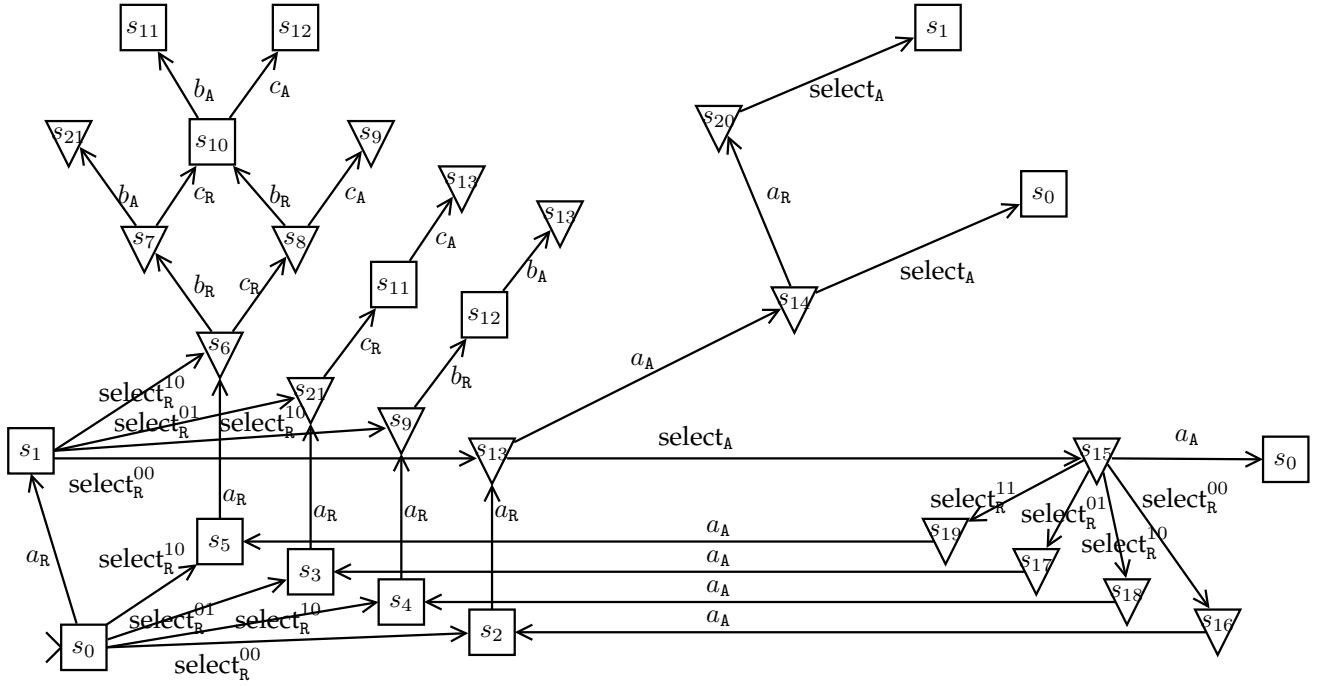 s₁₁ s₁₂ s₁
b_A c_A select_A
s₂₁ s₁₀ s₉ s₂₀
b_A c_R b_R c_A s₁₃ a_R s₀
s₇ s₈ c_A s₁₃
b_R c_R s₁₁ b_A select_A
s₁₂ s₁₄
s₆ c_R
select_R^10 s₂₁ b_R a_A
select_R^01 select_R^10 s₉
s₁ s₁₃ select_A s₁₅ a_A s₀
select_R^00
a_R a_R a_R a_R select_R^11 select_R^01 select_R^00
a_R select_R^10 s₅ a_A s₁₉ select_R^10
s₃ a_A s₁₇
select_R^01 select_R^10 s₄ a_A s₁₈
s₀ s₂ a_A s₁₆
select_R^00